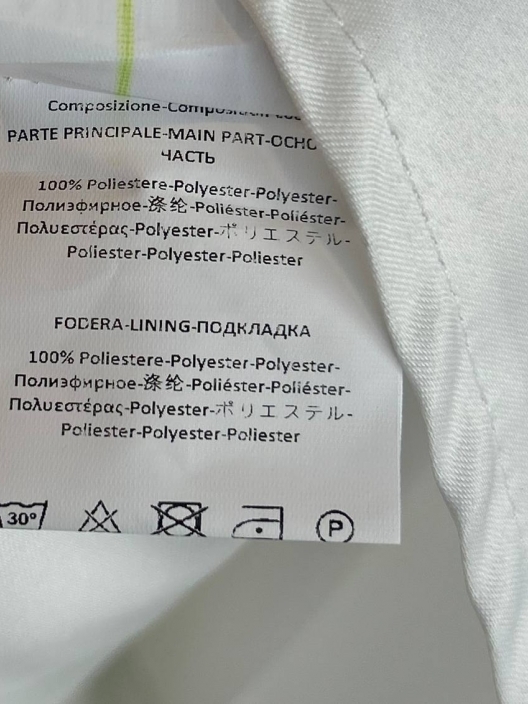 Composizione-Composi
PARTE PRINCIPALE-MAIN PART-ОСНО
ЧАСТЬ
100% Poliestere-Polyester-Polyester-
Полиэфирное-涤纶-Poliéster-Poliéster-
Πολυεστέρας-Polyester-ポリエステル-
Poliester-Polyester-Poliester
FODERA-LINING-ПОДКЛАДКА
100% Poliestere-Polyester-Polyester-
Полиэфирное-涤纶-Poliéster-Poliéster-
Πολυεστέρας-Polyester-ポリエステル-
Poliester-Polyester-Poliester
30° P